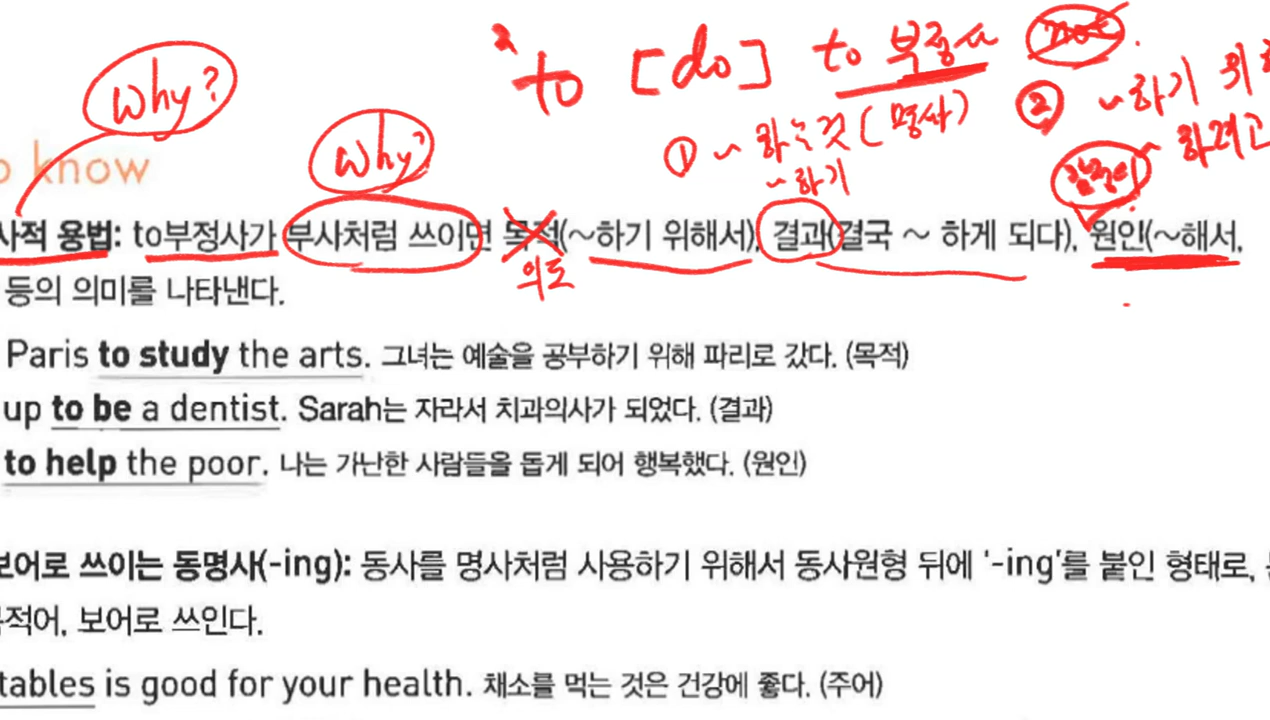 to [do] to 부정사 not
Why?
② ~하기 위
Why?
① ~ 하는것 (명사)
~ 하려고
~하기
감정이
o know
사적 용법: to부정사가 부사처럼 쓰이면 목적(~하기 위해서), 결과(결국 ~ 하게 되다), 원인(~해서,
의도
등의 의미를 나타낸다.
Paris to study the arts. 그녀는 예술을 공부하기 위해 파리로 갔다. (목적)
up to be a dentist. Sarah는 자라서 치과의사가 되었다. (결과)
to help the poor. 나는 가난한 사람들을 돕게 되어 행복했다. (원인)
보어로 쓰이는 동명사(-ing): 동사를 명사처럼 사용하기 위해서 동사원형 뒤에 '-ing'를 붙인 형태로,
목적어, 보어로 쓰인다.
tables is good for your health. 채소를 먹는 것은 건강에 좋다. (주어)